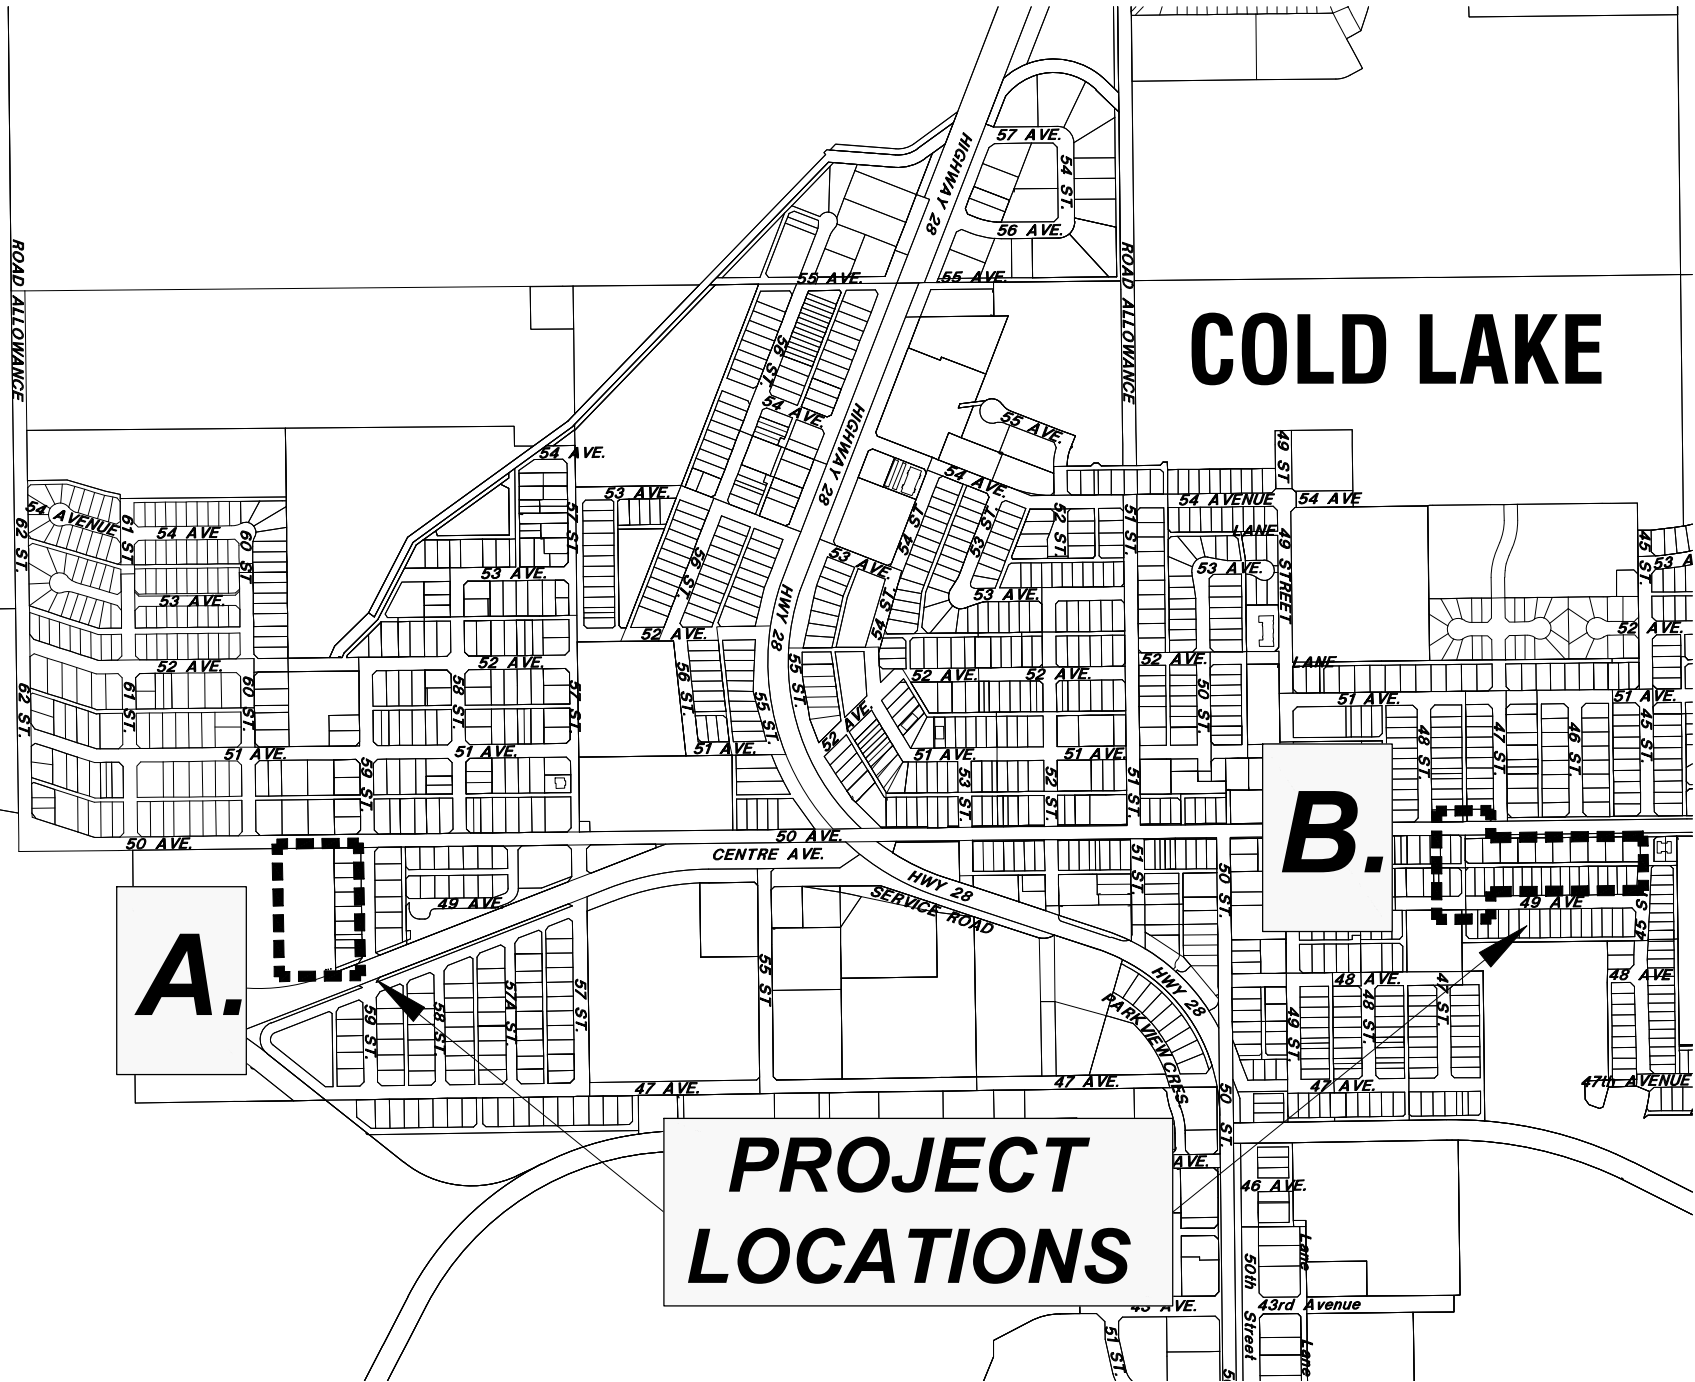 57 AVE.
HIGHWAY 28
54 ST.
56 AVE.
ROAD ALLOWANCE
ROAD ALLOWANCE
55 AVE.
55 AVE.
COLD LAKE
56 ST.
54 AVE.
HIGHWAY 28
55 AVE.
49 ST
54 AVE.
54 AVE.
53 AVE.
54 AVENUE
54 AVE
54 AVENUE
61 ST.
54 AVE
60 ST
62 ST.
57 ST
52 ST.
51 ST.
54 ST.
53 ST.
LANE
49 STREET
45 ST.
53 AVE.
53 AVE.
53 A
53 AVE.
56 ST.
53 AVE.
53 AVE.
HWY 28
54 ST.
52 AVE.
52 AVE.
52 AVE.
52 AVE.
52 AVE.
LANE
62 ST.
61 ST.
60 ST.
58 ST.
57 ST.
56 ST.
55 ST.
55 ST.
52 AVE.
52 AVE.
50 ST.
51 AVE.
51 A
52 AVE.
48 ST.
47 ST.
46 ST.
45 ST.
51 AVE.
51 AVE.
51 AVE.
51 AVE.
51 AVE.
59 ST.
53 ST.
52 ST.
51 ST.
B.
50 AVE.
50 AVE.
CENTRE AVE.
51 ST
50 ST.
HWY 28
SERVICE ROAD
49 AVE.
49 AVE
A.
55 ST
HWY 28
48 AVE.
47 ST.
48 AVE
59 ST.
58 ST.
57A ST.
57 ST.
PARKVIEW CRES.
49 ST.
48 ST.
47 AVE.
47 AVE.
47 AVE.
47th AVENUE
50 ST.
PROJECT
LOCATIONS
AVE.
46 AVE.
50th Street
Lane
43 AVE.
43rd Avenue
51 ST.
Lane